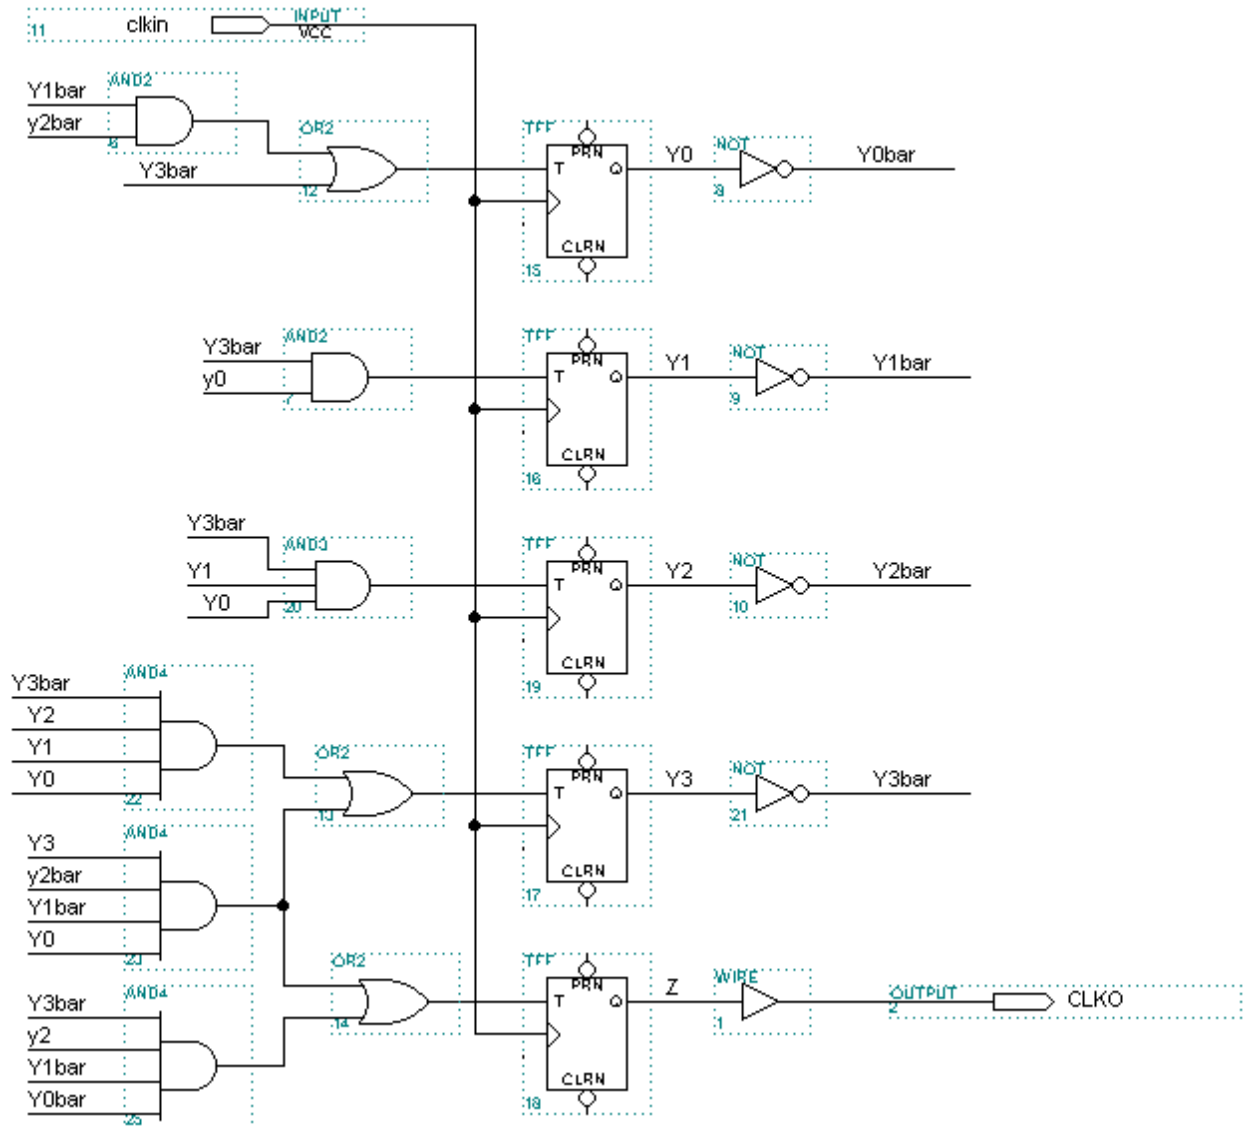 11 clkin INPUT VCC
AND2
Y1bar
y2bar
6
Y3bar
OR2
12
TFF
PRN
T Q
CLRN
15
Y0
NOT
8
Y0bar
AND2
Y3bar
y0
7
TFF
PRN
T Q
CLRN
16
Y1
NOT
9
Y1bar
Y3bar
AND3
Y1
Y0
20
TFF
PRN
T Q
CLRN
19
Y2
NOT
10
Y2bar
AND4
Y3bar
Y2
Y1
Y0
22
OR2
13
TFF
PRN
T Q
CLRN
17
Y3
NOT
21
Y3bar
AND4
Y3
y2bar
Y1bar
Y0
23
AND4
Y3bar
y2
Y1bar
Y0bar
25
OR2
14
TFF
PRN
T Q
CLRN
18
Z
WIRE
1
OUTPUT
2
CLKO